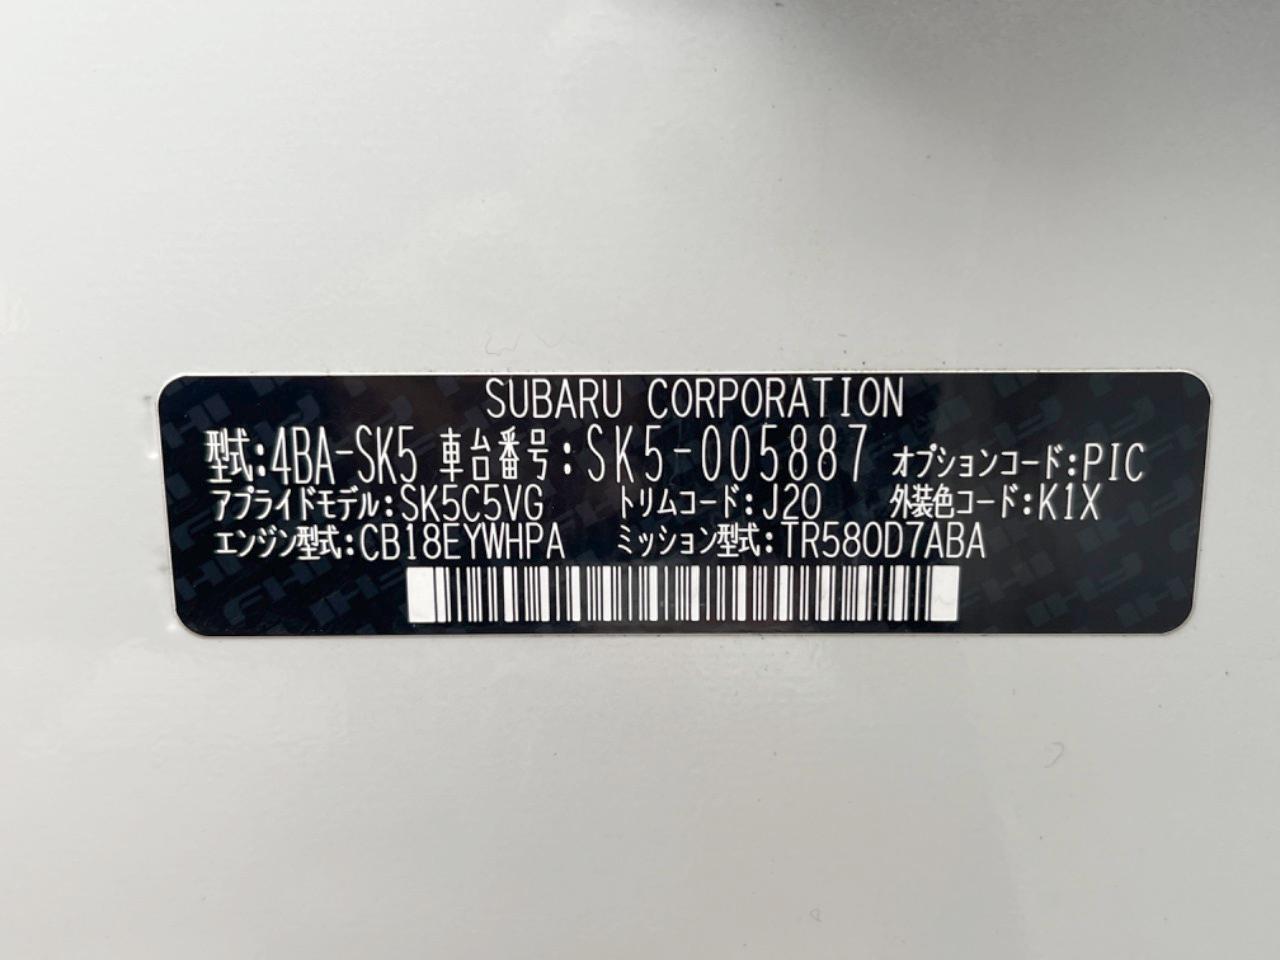 SUBARU CORPORATION
型式:4BA-SK5 車台番号:SK5-005887 オプションコード:PIC
アプライドモデル:SK5C5VG トリムコード:J20 外装色コード:K1X
エンジン型式:CB18EYWHPA ミッション型式:TR580D7ABA